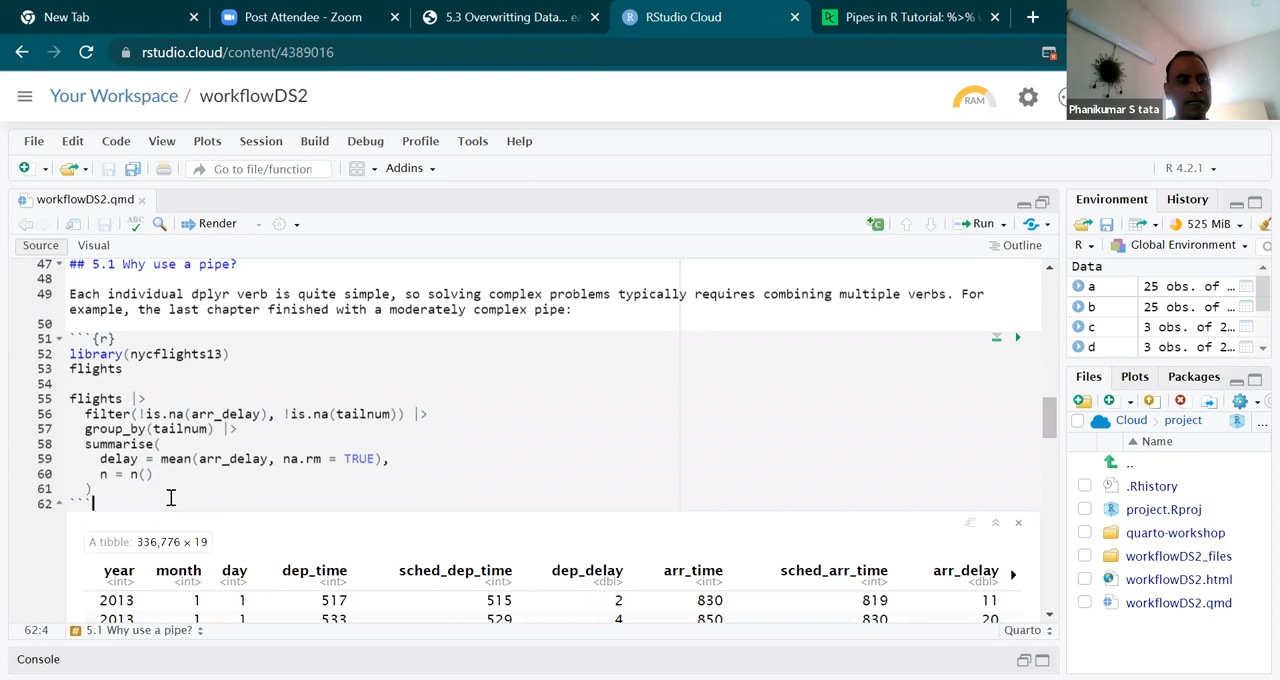 New Tab
Post Attendee - Zoom
5.3 Overwritting Data... ea
RStudio Cloud
Pipes in R Tutorial: %>%
rstudio.cloud/content/4389016
Your Workspace / workflowDS2
RAM
Phanikumar S tata
File Edit Code View Plots Session Build Debug Profile Tools Help
Go to file/function
Addins
R 4.2.1
workflowDS2.qmd
ABC
Render
Run
Source Visual
Outline
47 ## 5.1 Why use a pipe?
48
49 Each individual dplyr verb is quite simple, so solving complex problems typically requires combining multiple verbs. For
example, the last chapter finished with a moderately complex pipe:
50
51 ```{r}
52 library(nycflights13)
53 flights
54
55 flights |>
56 filter(!is.na(arr_delay), !is.na(tailnum)) |>
57 group_by(tailnum) |>
58 summarise(
59 delay = mean(arr_delay, na.rm = TRUE),
60 n = n()
61 )
62 ```
A tibble: 336,776 × 19
year month day dep_time sched_dep_time dep_delay arr_time sched_arr_time arr_delay
<int> <int> <int> <int> <int> <dbl> <int> <int> <dbl>
2013 1 1 517 515 2 830 819 11
2013 1 1 533 529 4 850 830 20
62:4 5.1 Why use a pipe? Quarto
Console
Environment History
525 MiB
R Global Environment
Data
a 25 obs. of ...
b 25 obs. of ...
c 3 obs. of 2...
d 3 obs. of 2...
Files Plots Packages
Cloud project
...
Name
..
.Rhistory
project.Rproj
quarto-workshop
workflowDS2_files
workflowDS2.html
workflowDS2.qmd